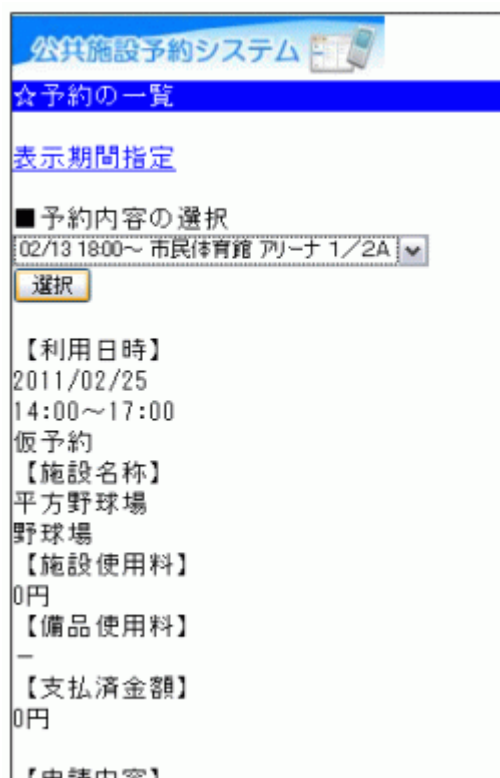 公共施設予約システム
☆予約の一覧
表示期間指定
■予約内容の選択
02/13 18:00～ 市民体育館 アリーナ 1／2A
選択
【利用日時】
2011/02/25
14:00～17:00
仮予約
【施設名称】
平方野球場
野球場
【施設使用料】
0円
【備品使用料】
－
【支払済金額】
0円
【申請内容】